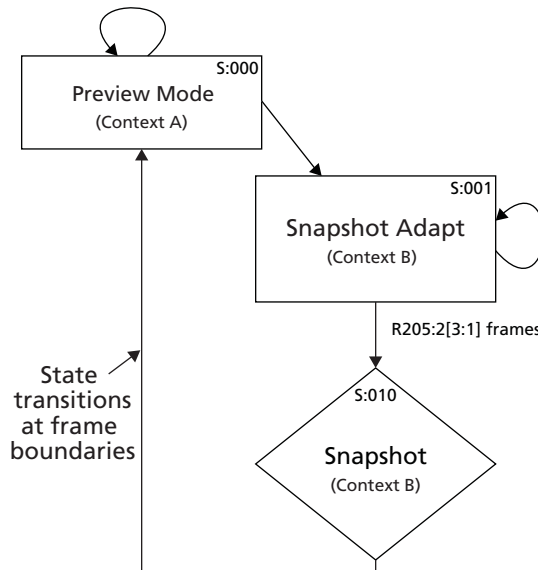 S:000
Preview Mode
(Context A)
S:001
Snapshot Adapt
(Context B)
R205:2[3:1] frames
State
transitions
at frame
boundaries
S:010
Snapshot
(Context B)